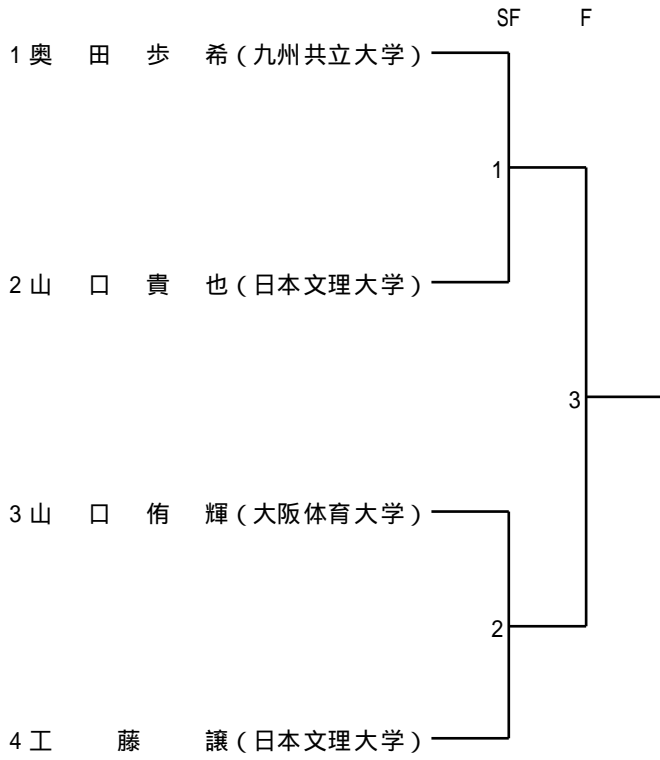 SF F
1 奥 田 歩 希 (九州共立大学)
1
2 山 口 貴 也 (日本文理大学)
3
3 山 口 侑 輝 (大阪体育大学)
2
4 工 藤 譲 (日本文理大学)